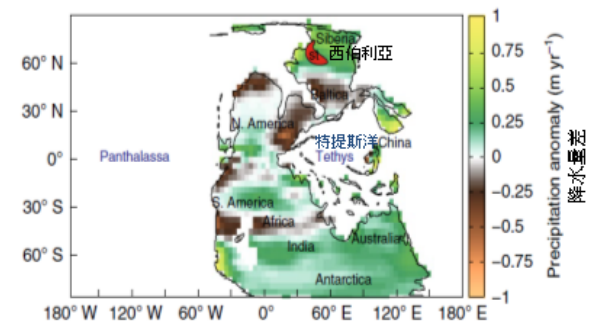 60° N
30° N
0°
30° S
60° S
180° W 120° W 60° W 0° 60° E 120° E 180° E
Siberia
西伯利亞
Baltica
N. America
特提斯洋
China
Panthalassa
Tethys
S. America
Africa
Australia
India
Antarctica
1
0.75
0.5
0.25
0
−0.25
−0.5
−0.75
−1
Precipitation anomaly (m yr⁻¹)
降水量差